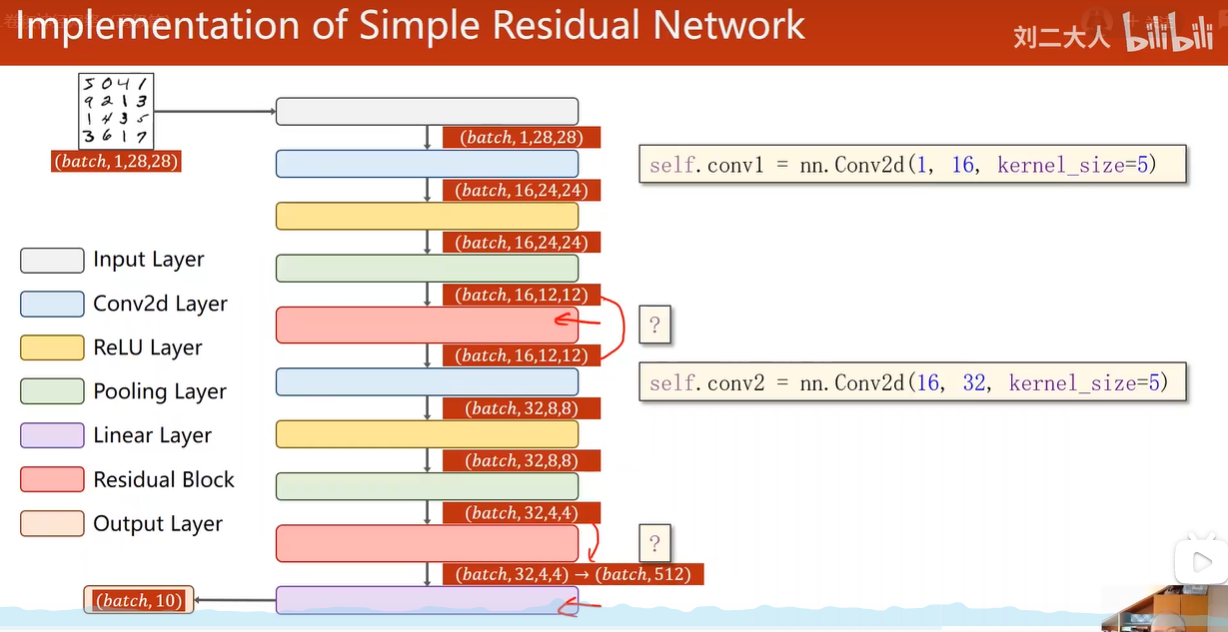 Implementation of Simple Residual Network
刘二大人 bilibili
5 0 4 1
9 2 1 3
1 4 3 5
3 6 1 7
(batch, 1,28,28)
(batch, 1,28,28)
self.conv1 = nn.Conv2d(1, 16, kernel_size=5)
(batch, 16,24,24)
(batch, 16,24,24)
Input Layer
(batch, 16,12,12)
Conv2d Layer
?
ReLU Layer
(batch, 16,12,12)
self.conv2 = nn.Conv2d(16, 32, kernel_size=5)
Pooling Layer
(batch, 32,8,8)
Linear Layer
(batch, 32,8,8)
Residual Block
(batch, 32,4,4)
Output Layer
?
(batch, 32,4,4) → (batch, 512)
(batch, 10)